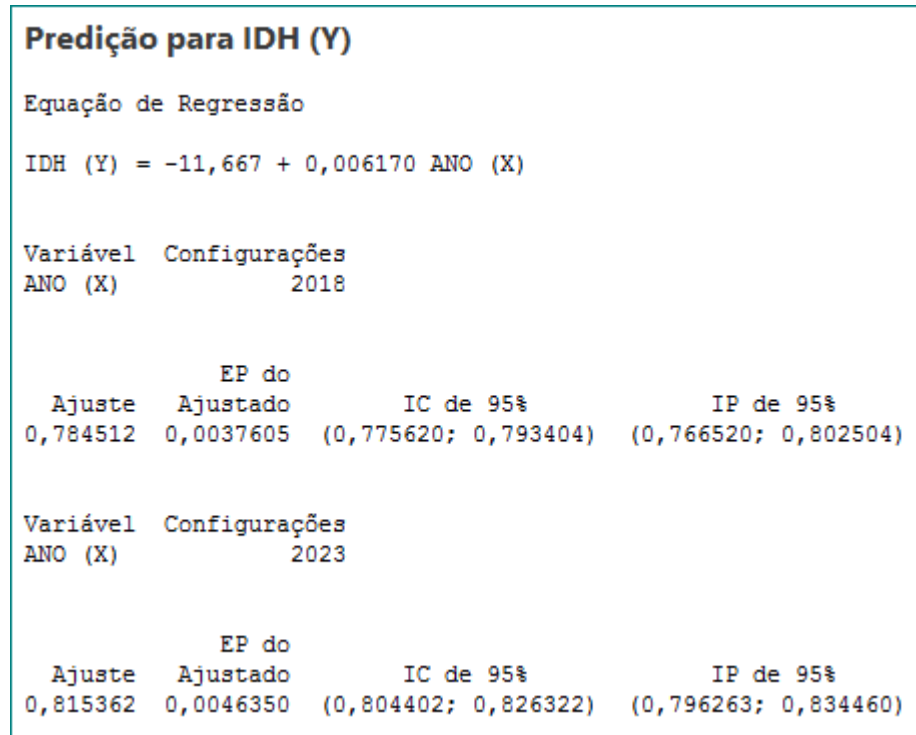 Predição para IDH (Y)
Equação de Regressão
IDH (Y) = -11,667 + 0,006170 ANO (X)
Variável  Configurações
ANO (X)           2018
EP do
Ajuste   Ajustado         IC de 95%             IP de 95%
0,784512  0,0037605  (0,775620; 0,793404)  (0,766520; 0,802504)
Variável  Configurações
ANO (X)           2023
EP do
Ajuste   Ajustado         IC de 95%             IP de 95%
0,815362  0,0046350  (0,804402; 0,826322)  (0,796263; 0,834460)